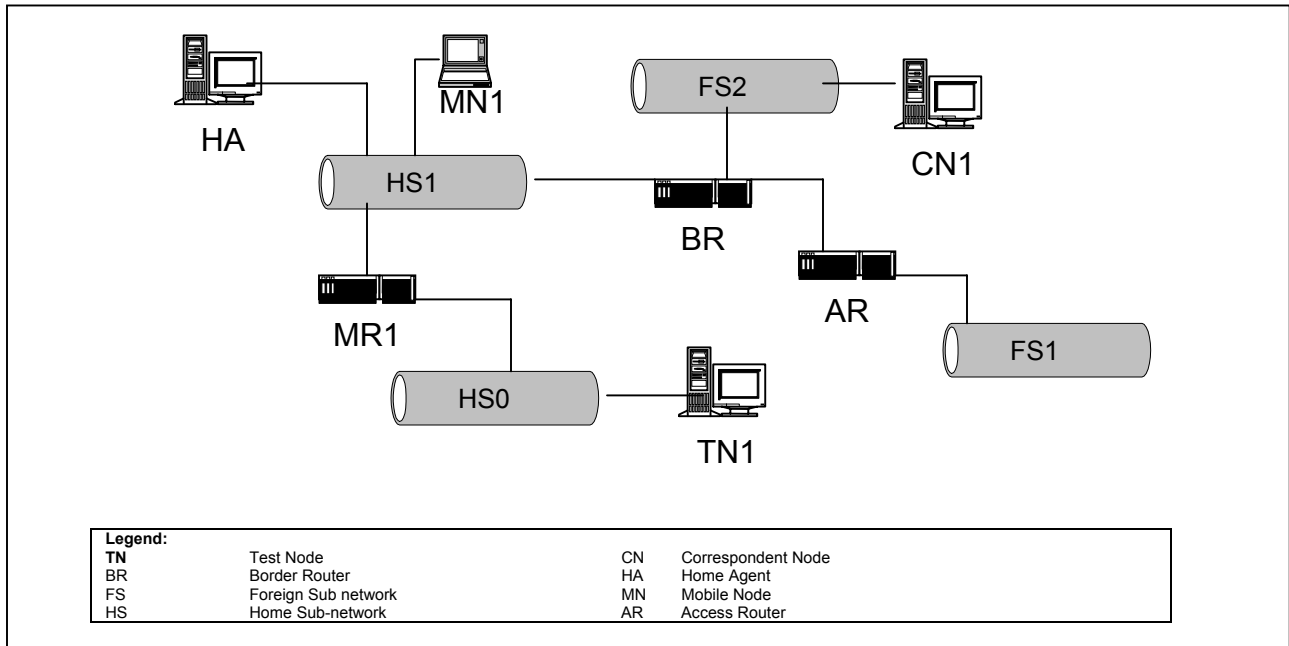 HA
MN1
FS2
CN1
HS1
BR
AR
MR1
FS1
HS0
TN1
Legend:
TN Test Node CN Correspondent Node
BR Border Router HA Home Agent
FS Foreign Sub network MN Mobile Node
HS Home Sub-network AR Access Router